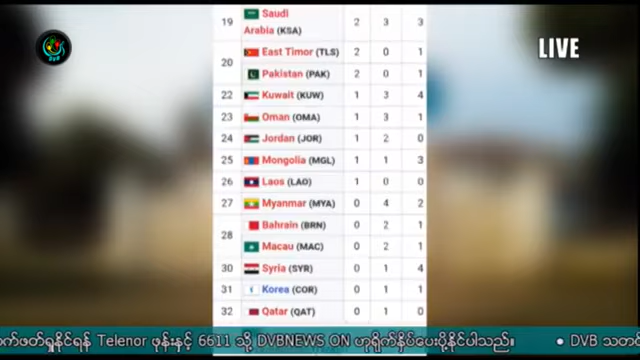 19 Saudi Arabia (KSA) 2 3 3
20 East Timor (TLS) 2 0 1
Pakistan (PAK) 2 0 1
22 Kuwait (KUW) 1 3 4
23 Oman (OMA) 1 3 1
24 Jordan (JOR) 1 2 0
25 Mongolia (MGL) 1 1 3
26 Laos (LAO) 1 0 0
27 Myanmar (MYA) 0 4 2
28 Bahrain (BRN) 0 2 1
Macau (MAC) 0 2 1
30 Syria (SYR) 0 1 4
31 Korea (COR) 0 1 1
32 Qatar (QAT) 0 1 0
LIVE
DVB
Telenor ဖုန်းနှင့် 6611 သို့ DVBNEWS ON ဟုရိုက်နှိပ်ပေးပို့နိုင်ပါသည်။ • DVB